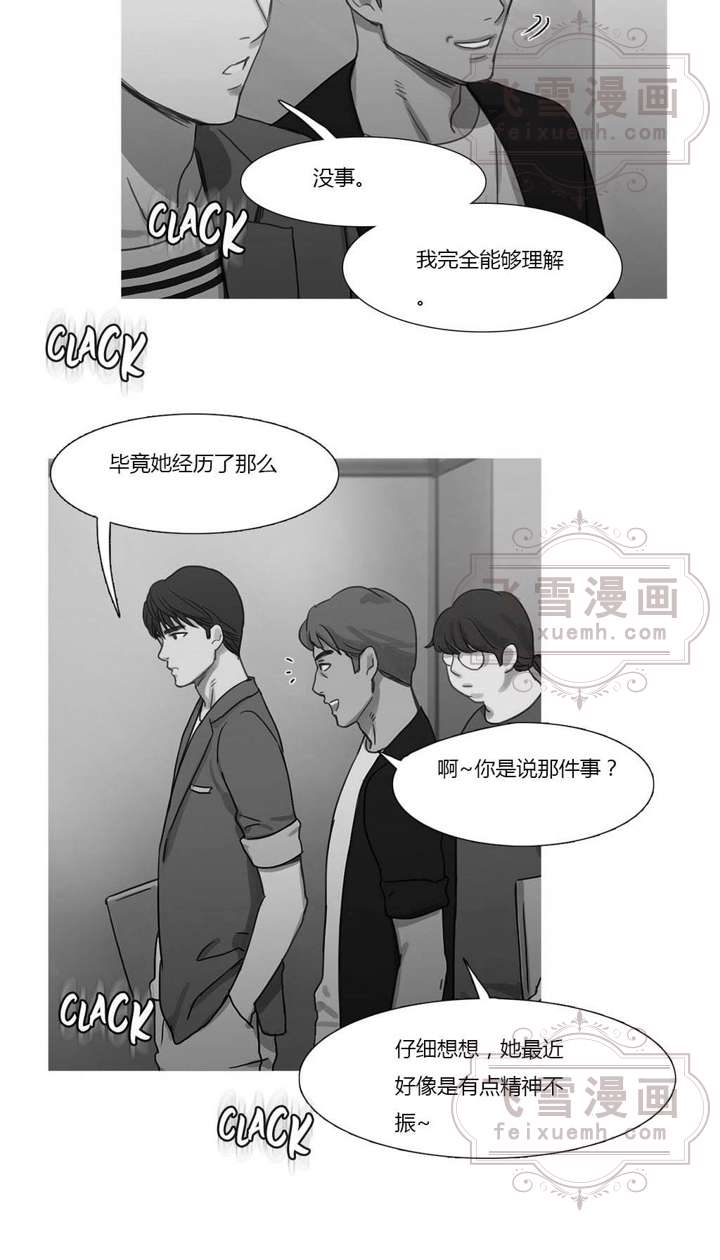 飞雪漫画
feixuemh.com
没事。
CLACK
我完全能够理解
。
CLACK
毕竟她经历了那么
飞雪漫画
feixuemh.com
啊~你是说那件事？
CLACK
仔细想想，她最近
好像是有点精神不
振~
飞雪漫画
feixuemh.com
CLACK